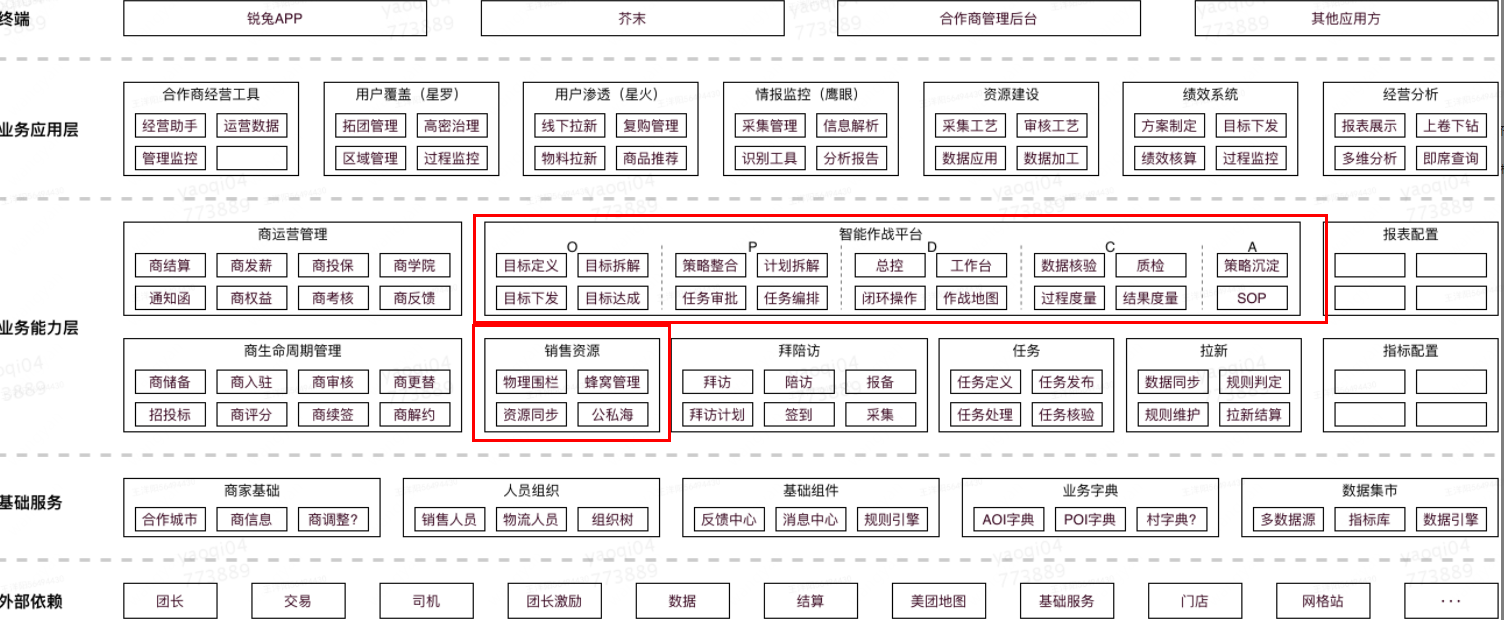 终端
锐兔APP 芥末 合作商管理后台 其他应用方
业务应用层
合作商经营工具 用户覆盖（星罗） 用户渗透（星火） 情报监控（鹰眼） 资源建设 绩效系统 经营分析
经营助手 运营数据 拓团管理 高密治理 线下拉新 复购管理 采集管理 信息解析 采集工艺 审核工艺 方案制定 目标下发 报表展示 上卷下钻
管理监控 区域管理 过程监控 物料拉新 商品推荐 识别工具 分析报告 数据应用 数据加工 绩效核算 过程监控 多维分析 即席查询
业务能力层
商运营管理 智能作战平台 报表配置
O P D C A
商结算 商发薪 商投保 商学院 目标定义 目标拆解 策略整合 计划拆解 总控 工作台 数据核验 质检 策略沉淀
通知函 商权益 商考核 商反馈 目标下发 目标达成 任务审批 任务编排 闭环操作 作战地图 过程度量 结果度量 SOP
商生命周期管理 销售资源 拜陪访 任务 拉新 指标配置
商储备 商入驻 商审核 商更替 物理围栏 蜂窝管理 拜访 陪访 报备 任务定义 任务发布 数据同步 规则判定
招投标 商评分 商续签 商解约 资源同步 公私海 拜访计划 签到 采集 任务处理 任务核验 规则维护 拉新结算
基础服务
商家基础 人员组织 基础组件 业务字典 数据集市
合作城市 商信息 商调整? 销售人员 物流人员 组织树 反馈中心 消息中心 规则引擎 AOI字典 POI字典 村字典? 多数据源 指标库 数据引擎
外部依赖
团长 交易 司机 团长激励 数据 结算 美团地图 基础服务 门店 网格站 ···
yaoqi04
773889